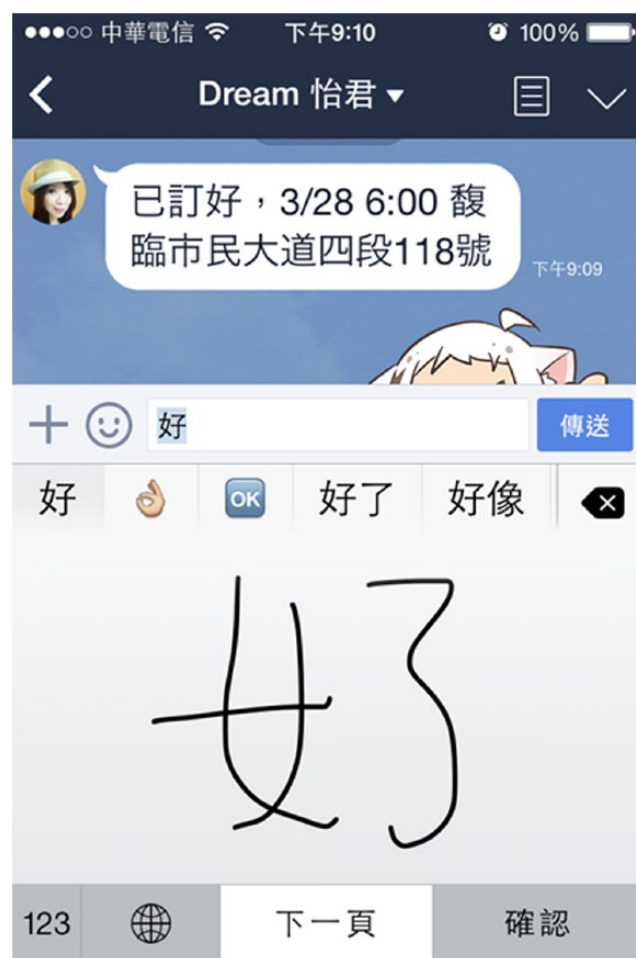 中華電信 下午9:10 100%
Dream 怡君
已訂好，3/28 6:00 馥
臨市民大道四段118號
下午9:09
好 傳送
好 👌 🆗 好了 好像
女了
123 下一頁 確認